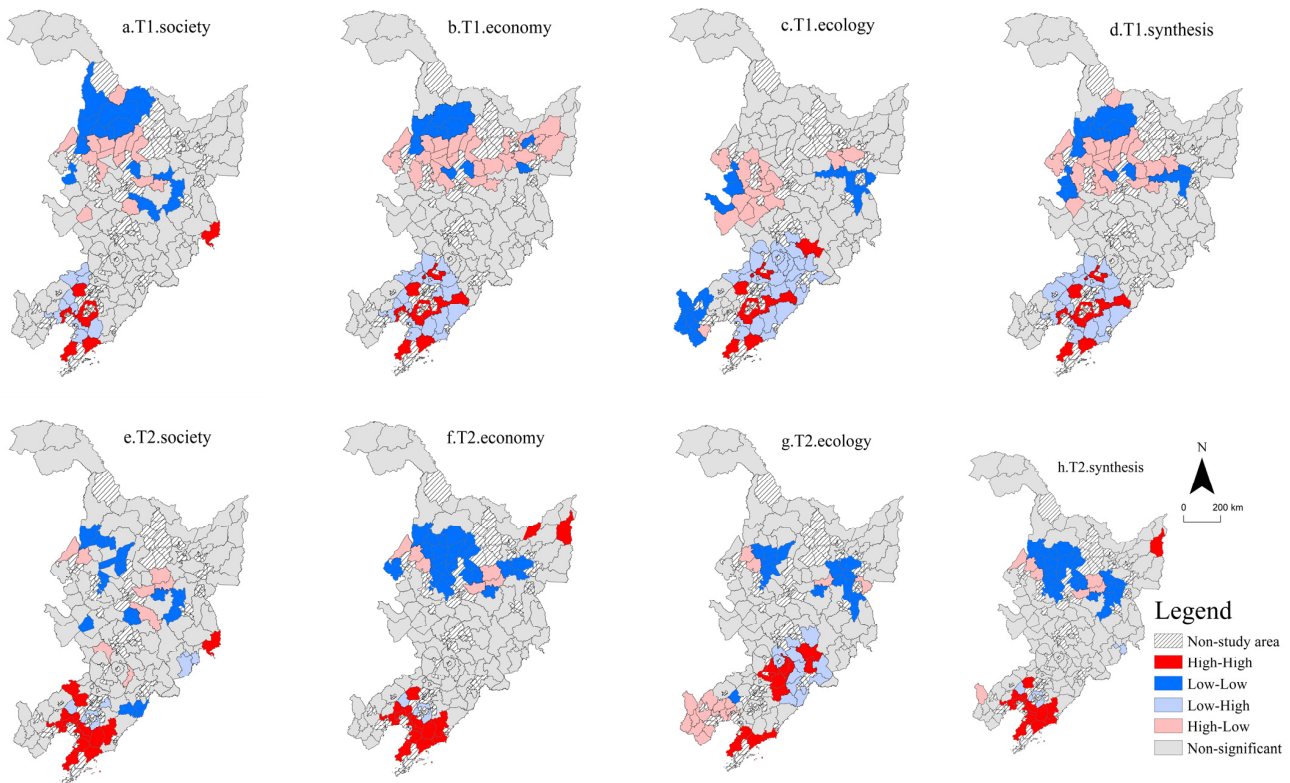 a.T1.society
b.T1.economy
c.T1.ecology
d.T1.synthesis
e.T2.society
f.T2.economy
g.T2.ecology
h.T2.synthesis
N
0 200 km
Legend
Non-study area
High-High
Low-Low
Low-High
High-Low
Non-significant